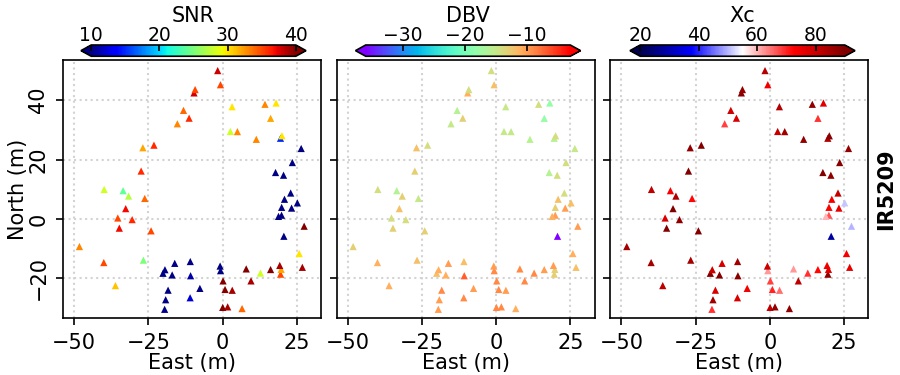 SNR DBV Xc
10 20 30 40 −30 −20 −10 20 40 60 80
North (m)
40
20
0
−20
−50 −25 0 25 −50 −25 0 25 −50 −25 0 25
East (m) East (m) East (m)
IR5209